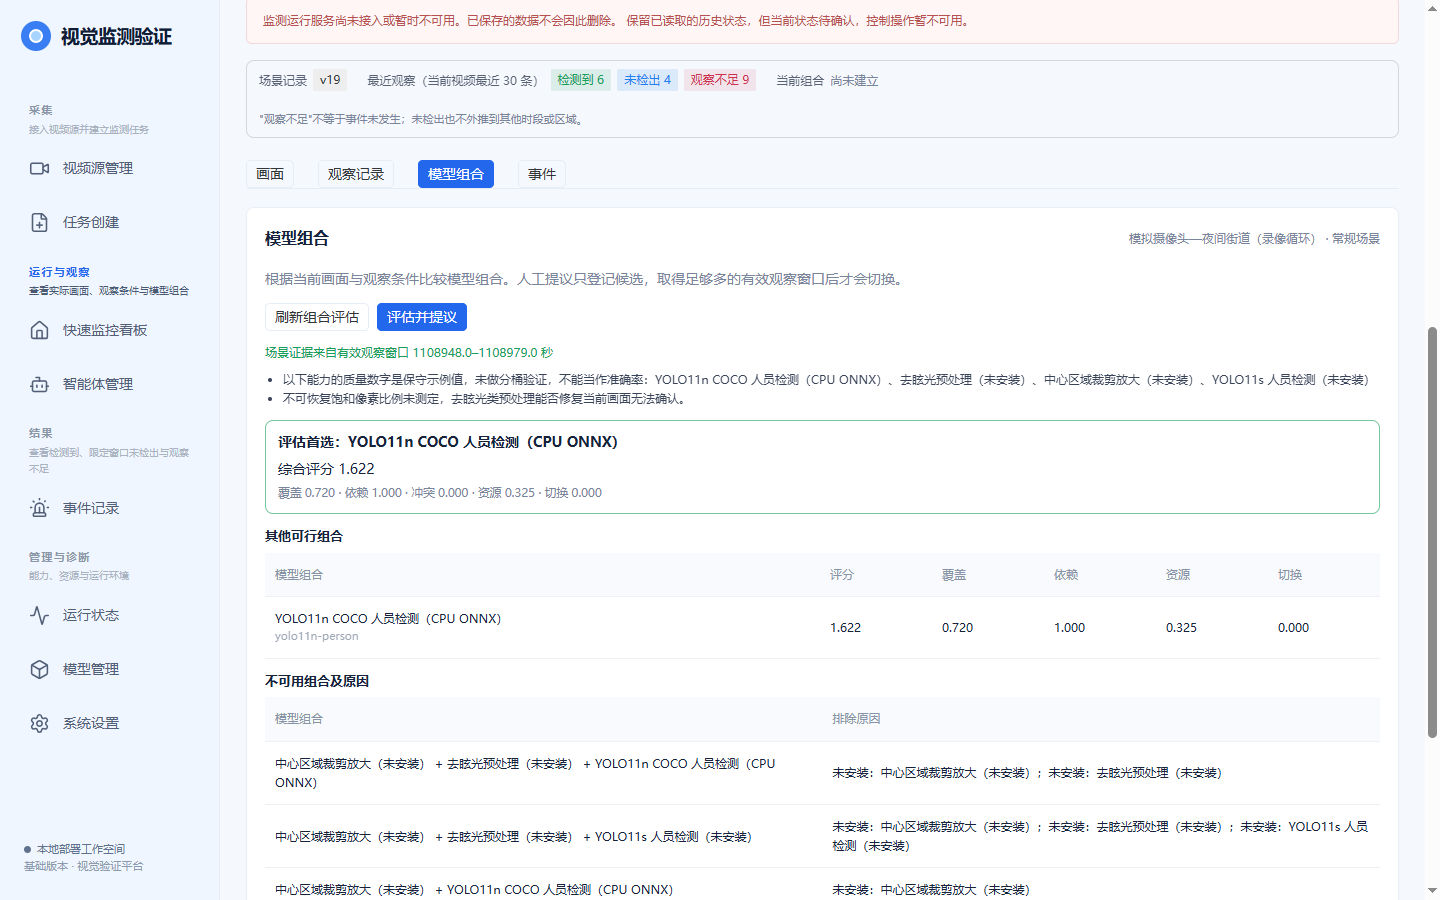 视觉监测验证
采集
接入视频源并建立监测任务
视频源管理
任务创建
运行与观察
查看实际画面、观察条件与模型组合
快速监控看板
智能体管理
结果
查看检测到、限定窗口未检出与观察
不足
事件记录
管理与诊断
能力、资源与运行环境
运行状态
模型管理
系统设置
本地部署工作空间
基础版本 · 视觉验证平台
监测运行服务尚未接入或暂时不可用。已保存的数据不会因此删除。 保留已读取的历史状态，但当前状态待确认，控制操作暂不可用。
场景记录 v19 最近观察（当前视频最近 30 条） 检测到 6 未检出 4 观察不足 9 当前组合 尚未建立
"观察不足"不等于事件未发生；未检出也不外推到其他时段或区域。
画面 观察记录 模型组合 事件
模型组合
模拟摄像头—夜间街道（录像循环） · 常规场景
根据当前画面与观察条件比较模型组合。人工提议只登记候选，取得足够多的有效观察窗口后才会切换。
刷新组合评估 评估并提议
场景证据来自有效观察窗口 1108948.0–1108979.0 秒
• 以下能力的质量数字是保守示例值，未做分桶验证，不能当作准确率：YOLO11n COCO 人员检测（CPU ONNX）、去眩光预处理（未安装）、中心区域裁剪放大（未安装）、YOLO11s 人员检测（未安装）
• 不可恢复饱和像素比例未测定，去眩光类预处理能否修复当前画面无法确认。
评估首选：YOLO11n COCO 人员检测（CPU ONNX）
综合评分 1.622
覆盖 0.720 · 依赖 1.000 · 冲突 0.000 · 资源 0.325 · 切换 0.000
其他可行组合
模型组合 评分 覆盖 依赖 资源 切换
YOLO11n COCO 人员检测（CPU ONNX）
yolo11n-person
1.622 0.720 1.000 0.325 0.000
不可用组合及原因
模型组合 排除原因
中心区域裁剪放大（未安装） + 去眩光预处理（未安装） + YOLO11n COCO 人员检测（CPU
ONNX）
未安装：中心区域裁剪放大（未安装）；未安装：去眩光预处理（未安装）
中心区域裁剪放大（未安装） + 去眩光预处理（未安装） + YOLO11s 人员检测（未安装）
未安装：中心区域裁剪放大（未安装）；未安装：去眩光预处理（未安装）；未安装：YOLO11s 人员
检测（未安装）
中心区域裁剪放大（未安装） + YOLO11n COCO 人员检测（CPU ONNX）
未安装：中心区域裁剪放大（未安装）